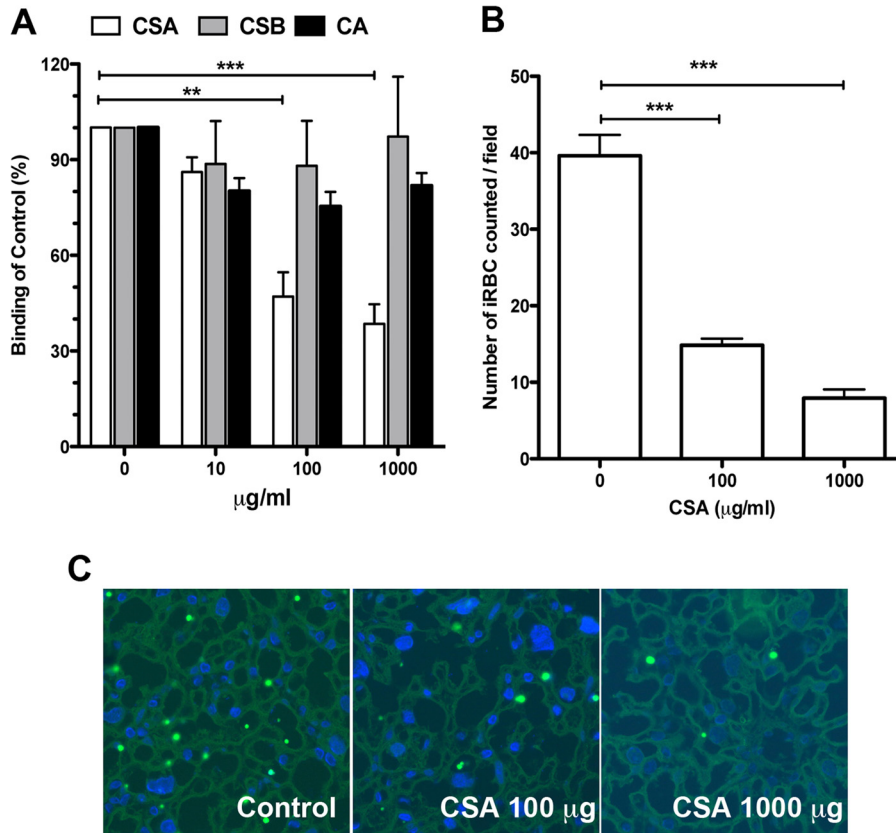 A
CSA CSB CA
120
90
60
30
0
Binding of Control (%)
***
**
0 10 100 1000
μg/ml
B
50
40
30
20
10
0
Number of iRBC counted / field
***
***
0 100 1000
CSA (μg/ml)
C
Control
CSA 100 μg
CSA 1000 μg